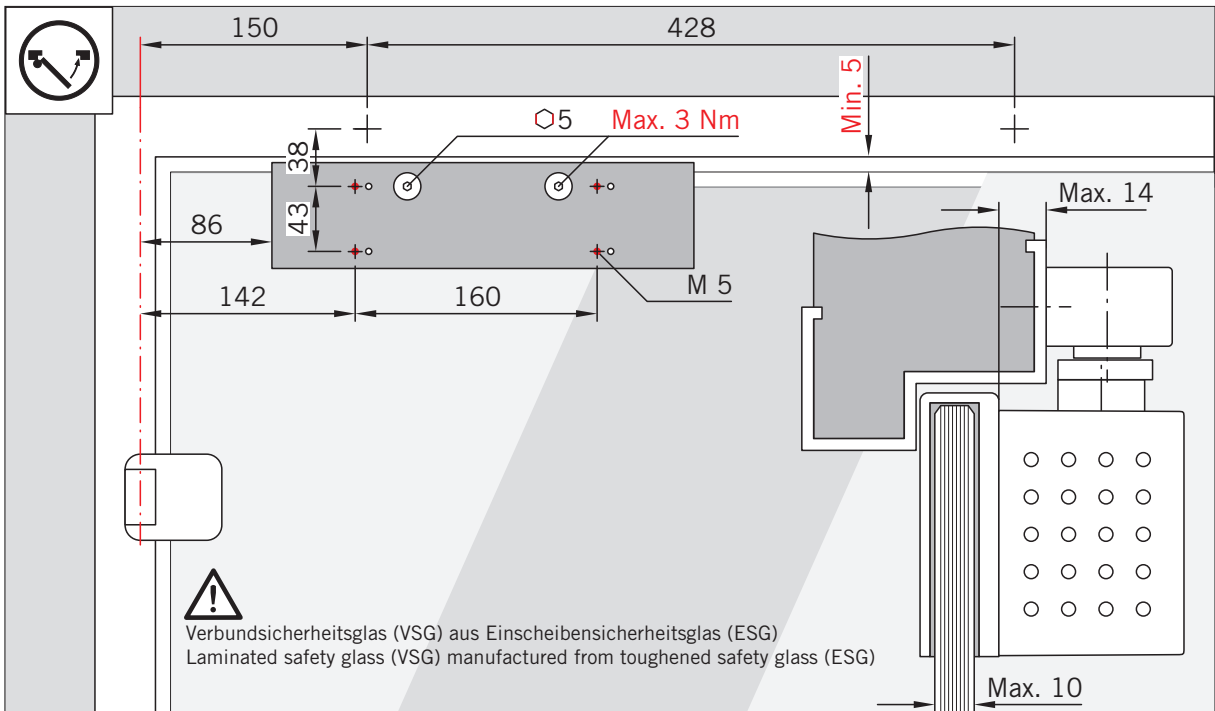 150
428
Min. 5
5 Max. 3 Nm
38
Max. 14
43
86
M 5
142
160
Verbundsicherheitsglas (VSG) aus Einscheibensicherheitsglas (ESG)
Laminated safety glass (VSG) manufactured from toughened safety glass (ESG)
Max. 10